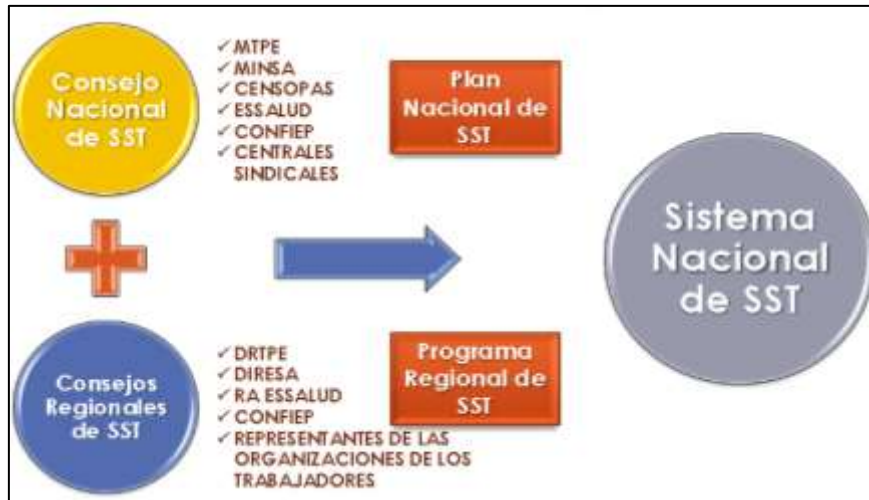 Consejo
Nacional
de SST
✓ MTPE
✓ MINSA
✓ CENSOPAS
✓ ESSALUD
✓ CONFIEP
✓ CENTRALES
SINDICALES
Plan
Nacional de
SST
Sistema
Nacional
de SST
Consejos
Regionales
de SST
✓ DRTPE
✓ DIRESA
✓ RA ESSALUD
✓ CONFIEP
✓ REPRESENTANTES DE LAS
ORGANIZACIONES DE LOS
TRABAJADORES
Programa
Regional de
SST